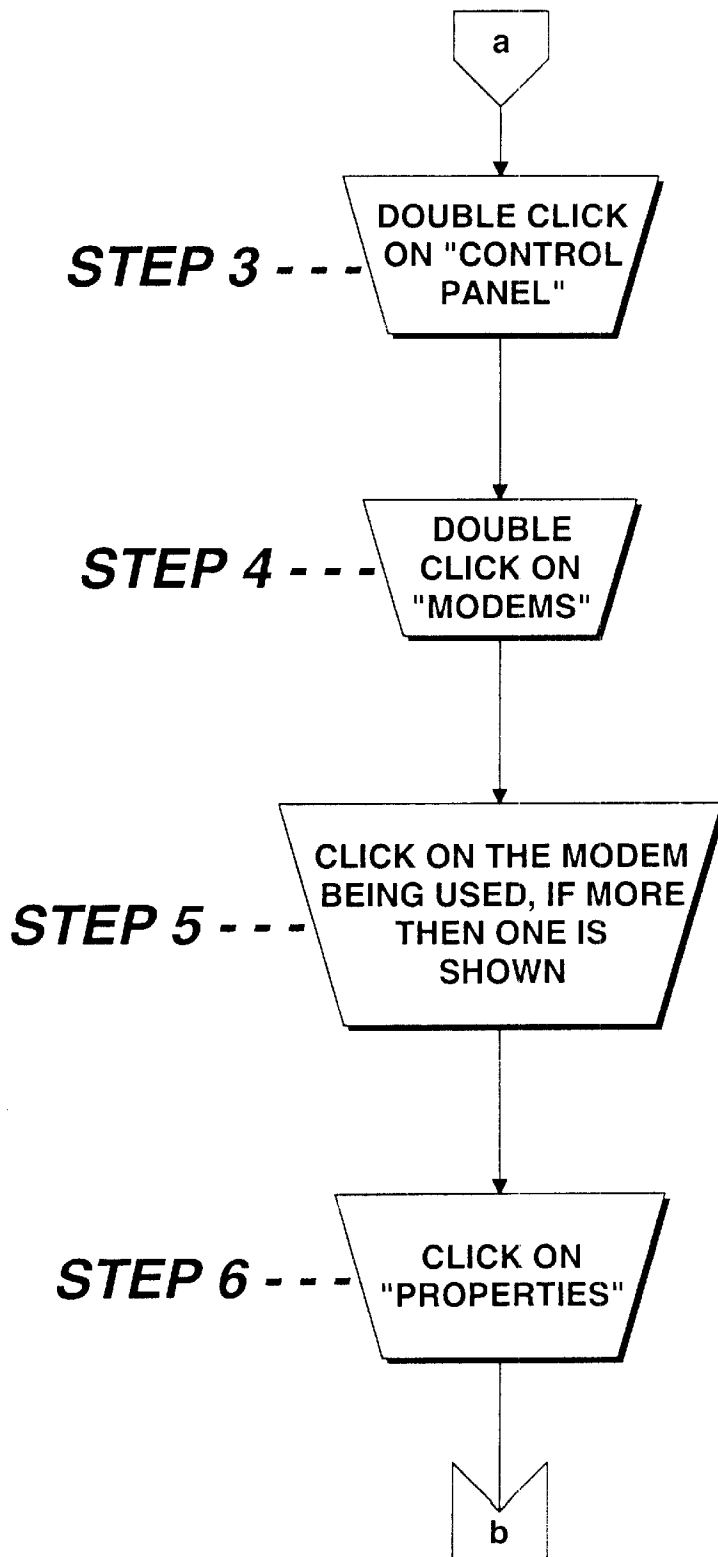 a
DOUBLE CLICK
ON "CONTROL
PANEL"
STEP 3 - - -
DOUBLE
CLICK ON
"MODEMS"
STEP 4 - - -
CLICK ON THE MODEM
BEING USED, IF MORE
THEN ONE IS
SHOWN
STEP 5 - - -
CLICK ON
"PROPERTIES"
STEP 6 - - -
b